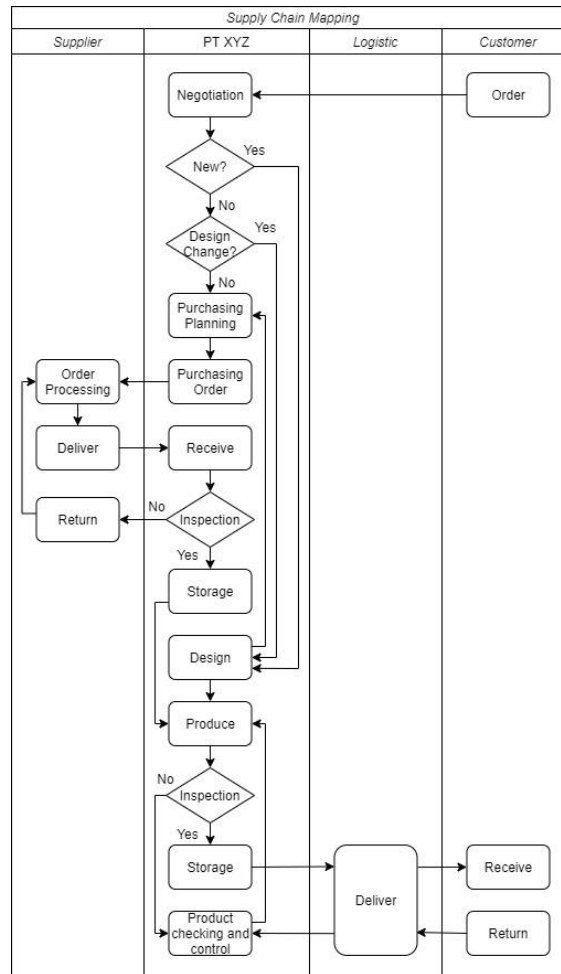 Supply Chain Mapping
Supplier
PT XYZ
Logistic
Customer
Negotiation
Order
Yes
New?
No
Yes
Design
Change?
No
Purchasing
Planning
Order
Processing
Purchasing
Order
Deliver
Receive
No
Return
Inspection
Yes
Storage
Design
Produce
No
Inspection
Yes
Storage
Deliver
Receive
Product
checking and
control
Return